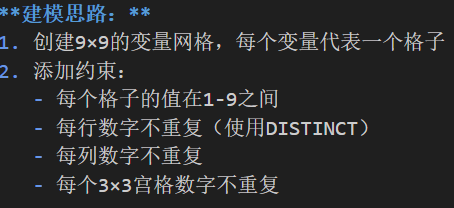 **建模思路：**
1. 创建9×9的变量网格，每个变量代表一个格子
2. 添加约束：
- 每个格子的值在1-9之间
- 每行数字不重复（使用DISTINCT）
- 每列数字不重复
- 每个3×3宫格数字不重复